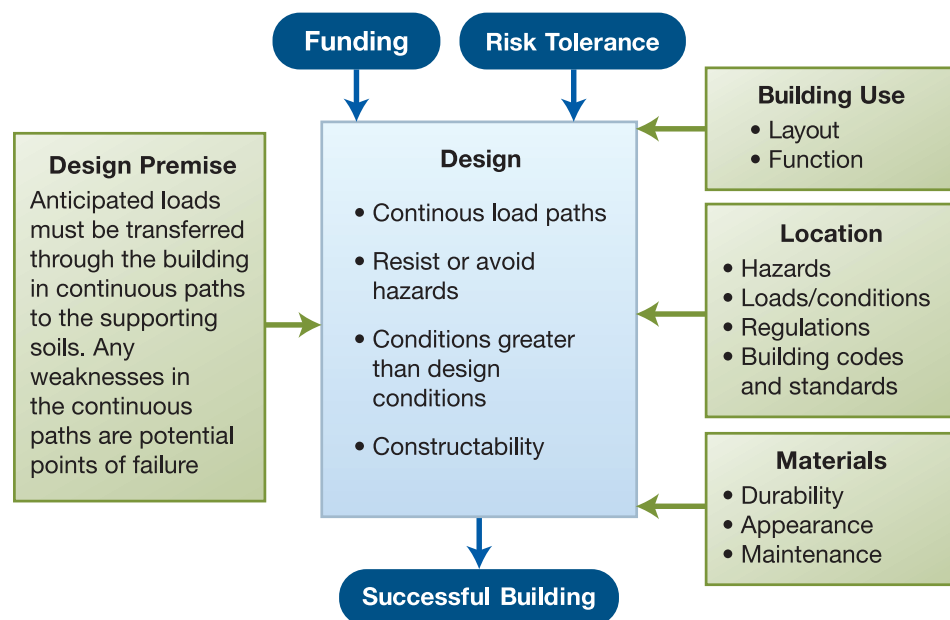 Funding
Risk Tolerance
Design Premise
Anticipated loads
must be transferred
through the building
in continuous paths
to the supporting
soils. Any
weaknesses in
the continuous
paths are potential
points of failure
Design
• Continous load paths
• Resist or avoid
hazards
• Conditions greater
than design
conditions
• Constructability
Building Use
• Layout
• Function
Location
• Hazards
• Loads/conditions
• Regulations
• Building codes
and standards
Materials
• Durability
• Appearance
• Maintenance
Successful Building